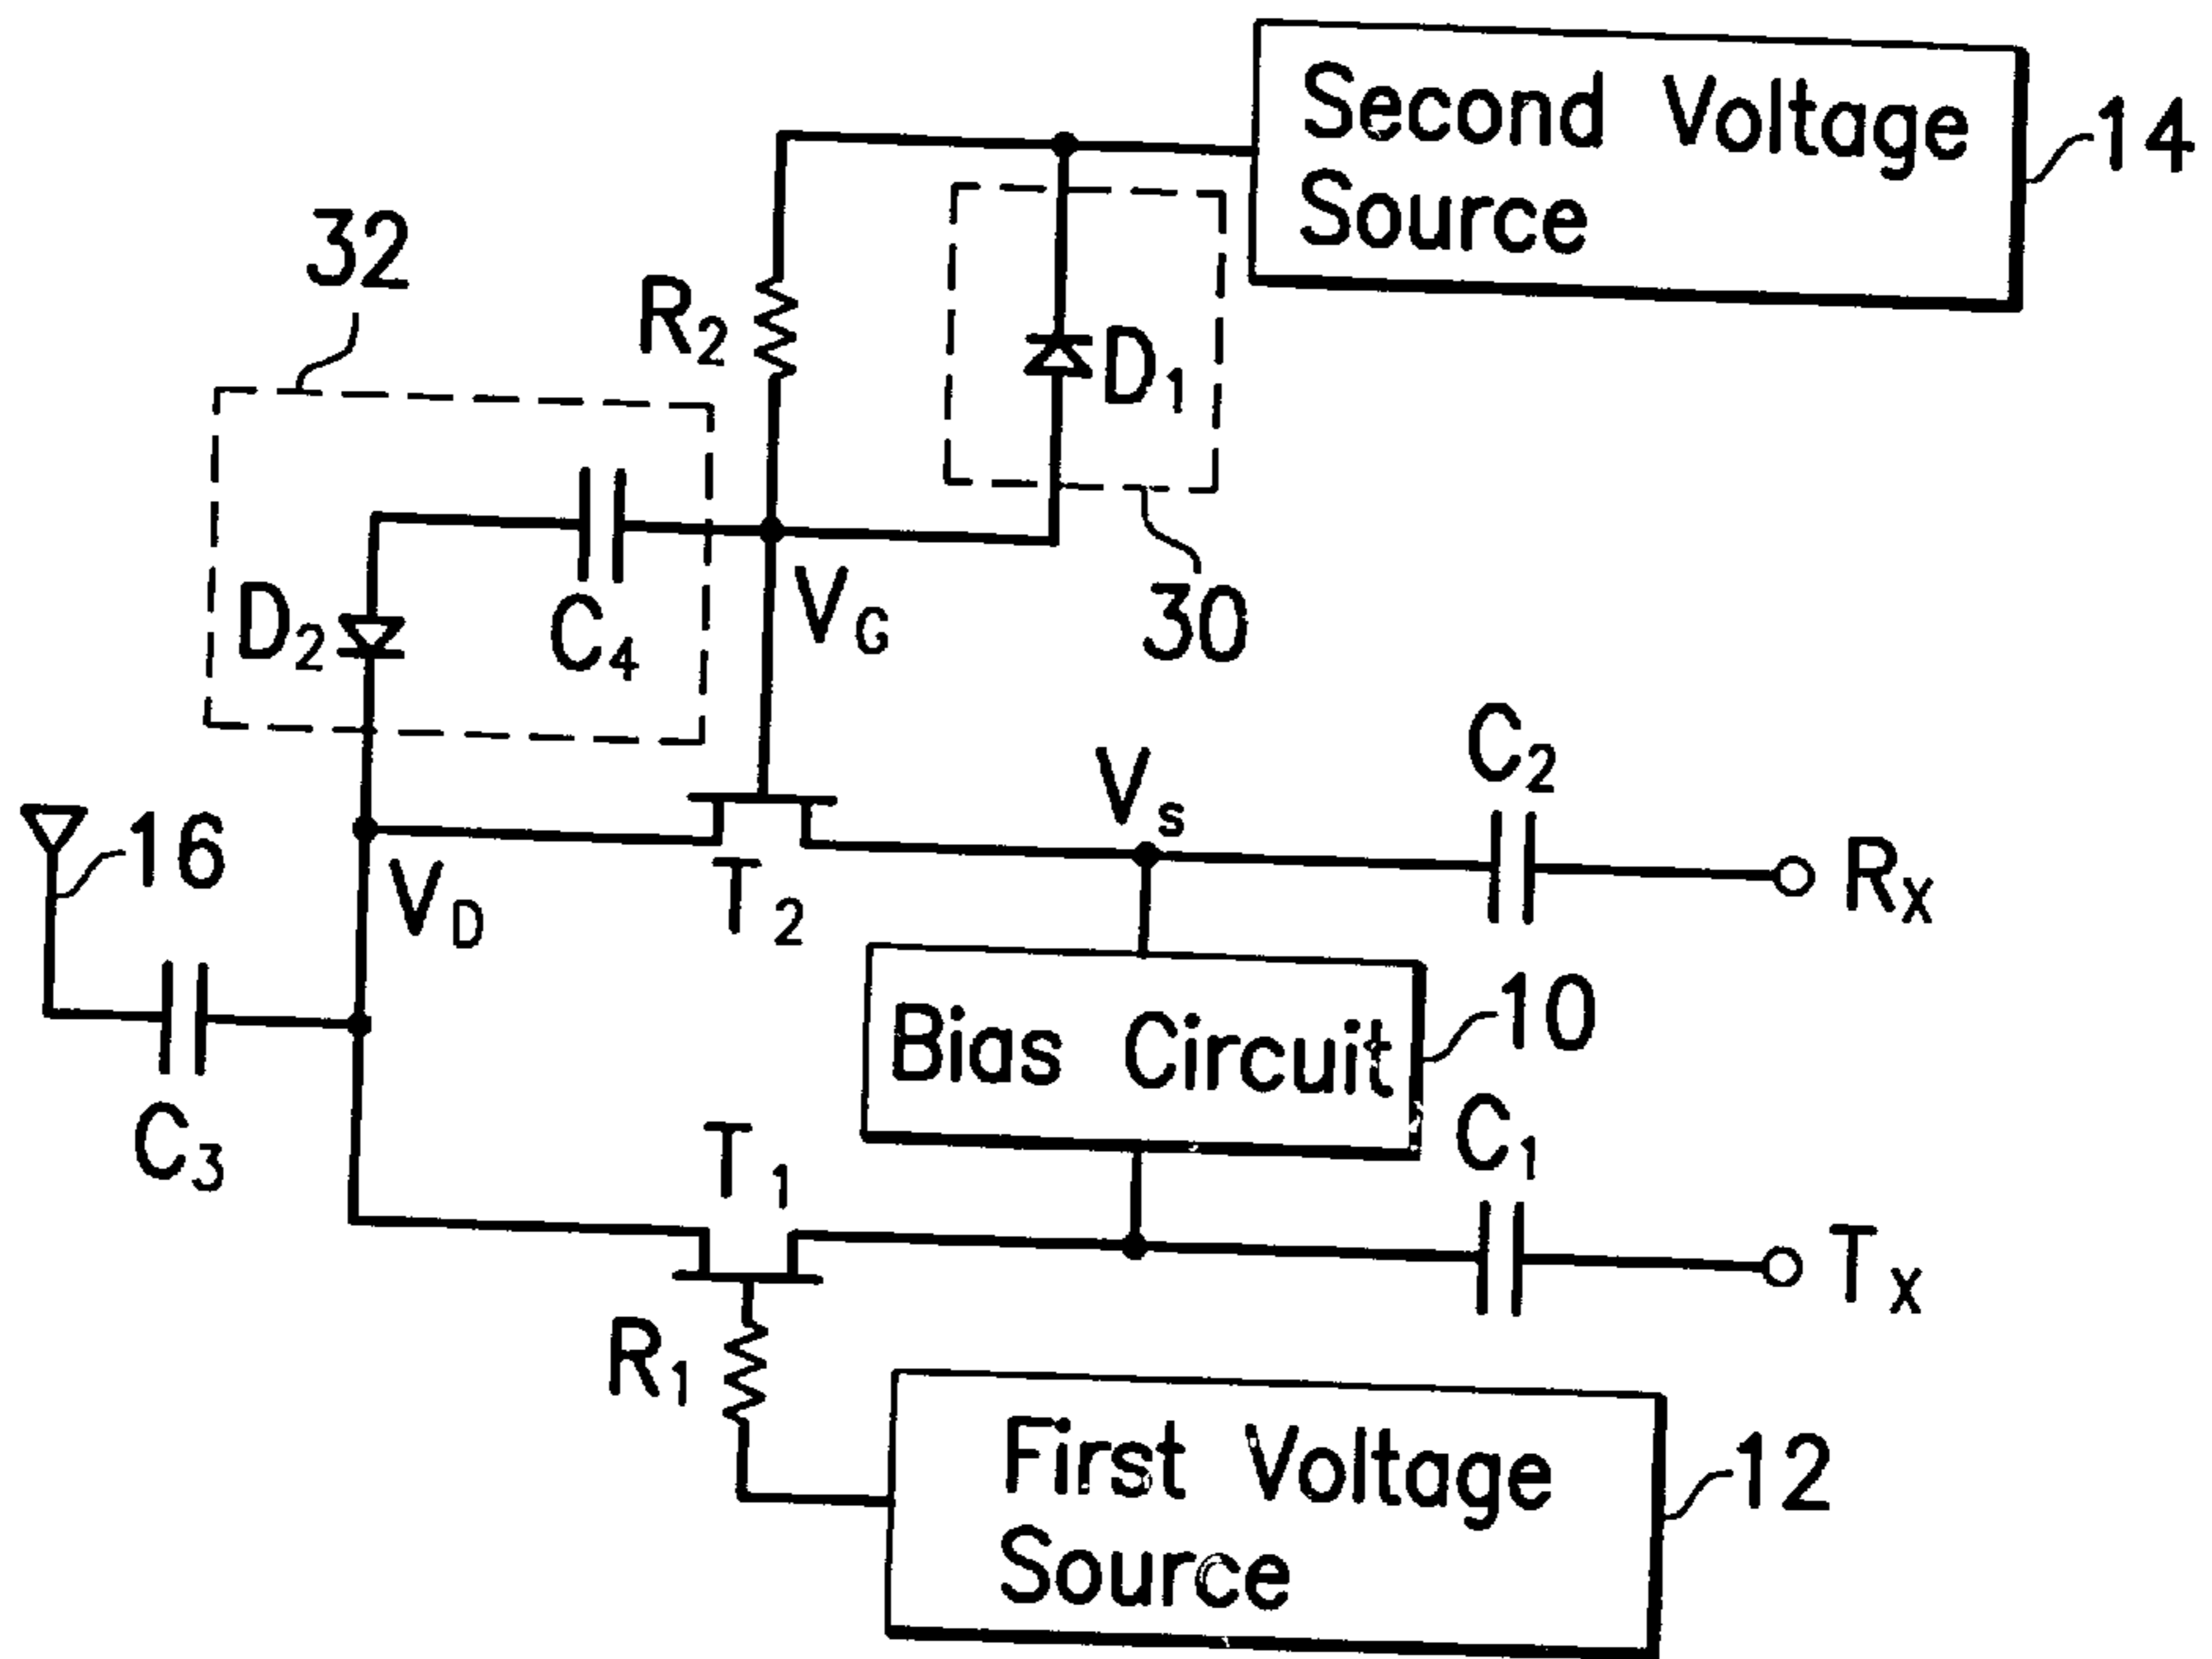 Second Voltage
Source
14
32
R2
D1
D2
C4
VG
30
C2
VS
RX
16
VD
T2
Bias Circuit
10
C1
C3
T1
TX
R1
First Voltage
Source
12